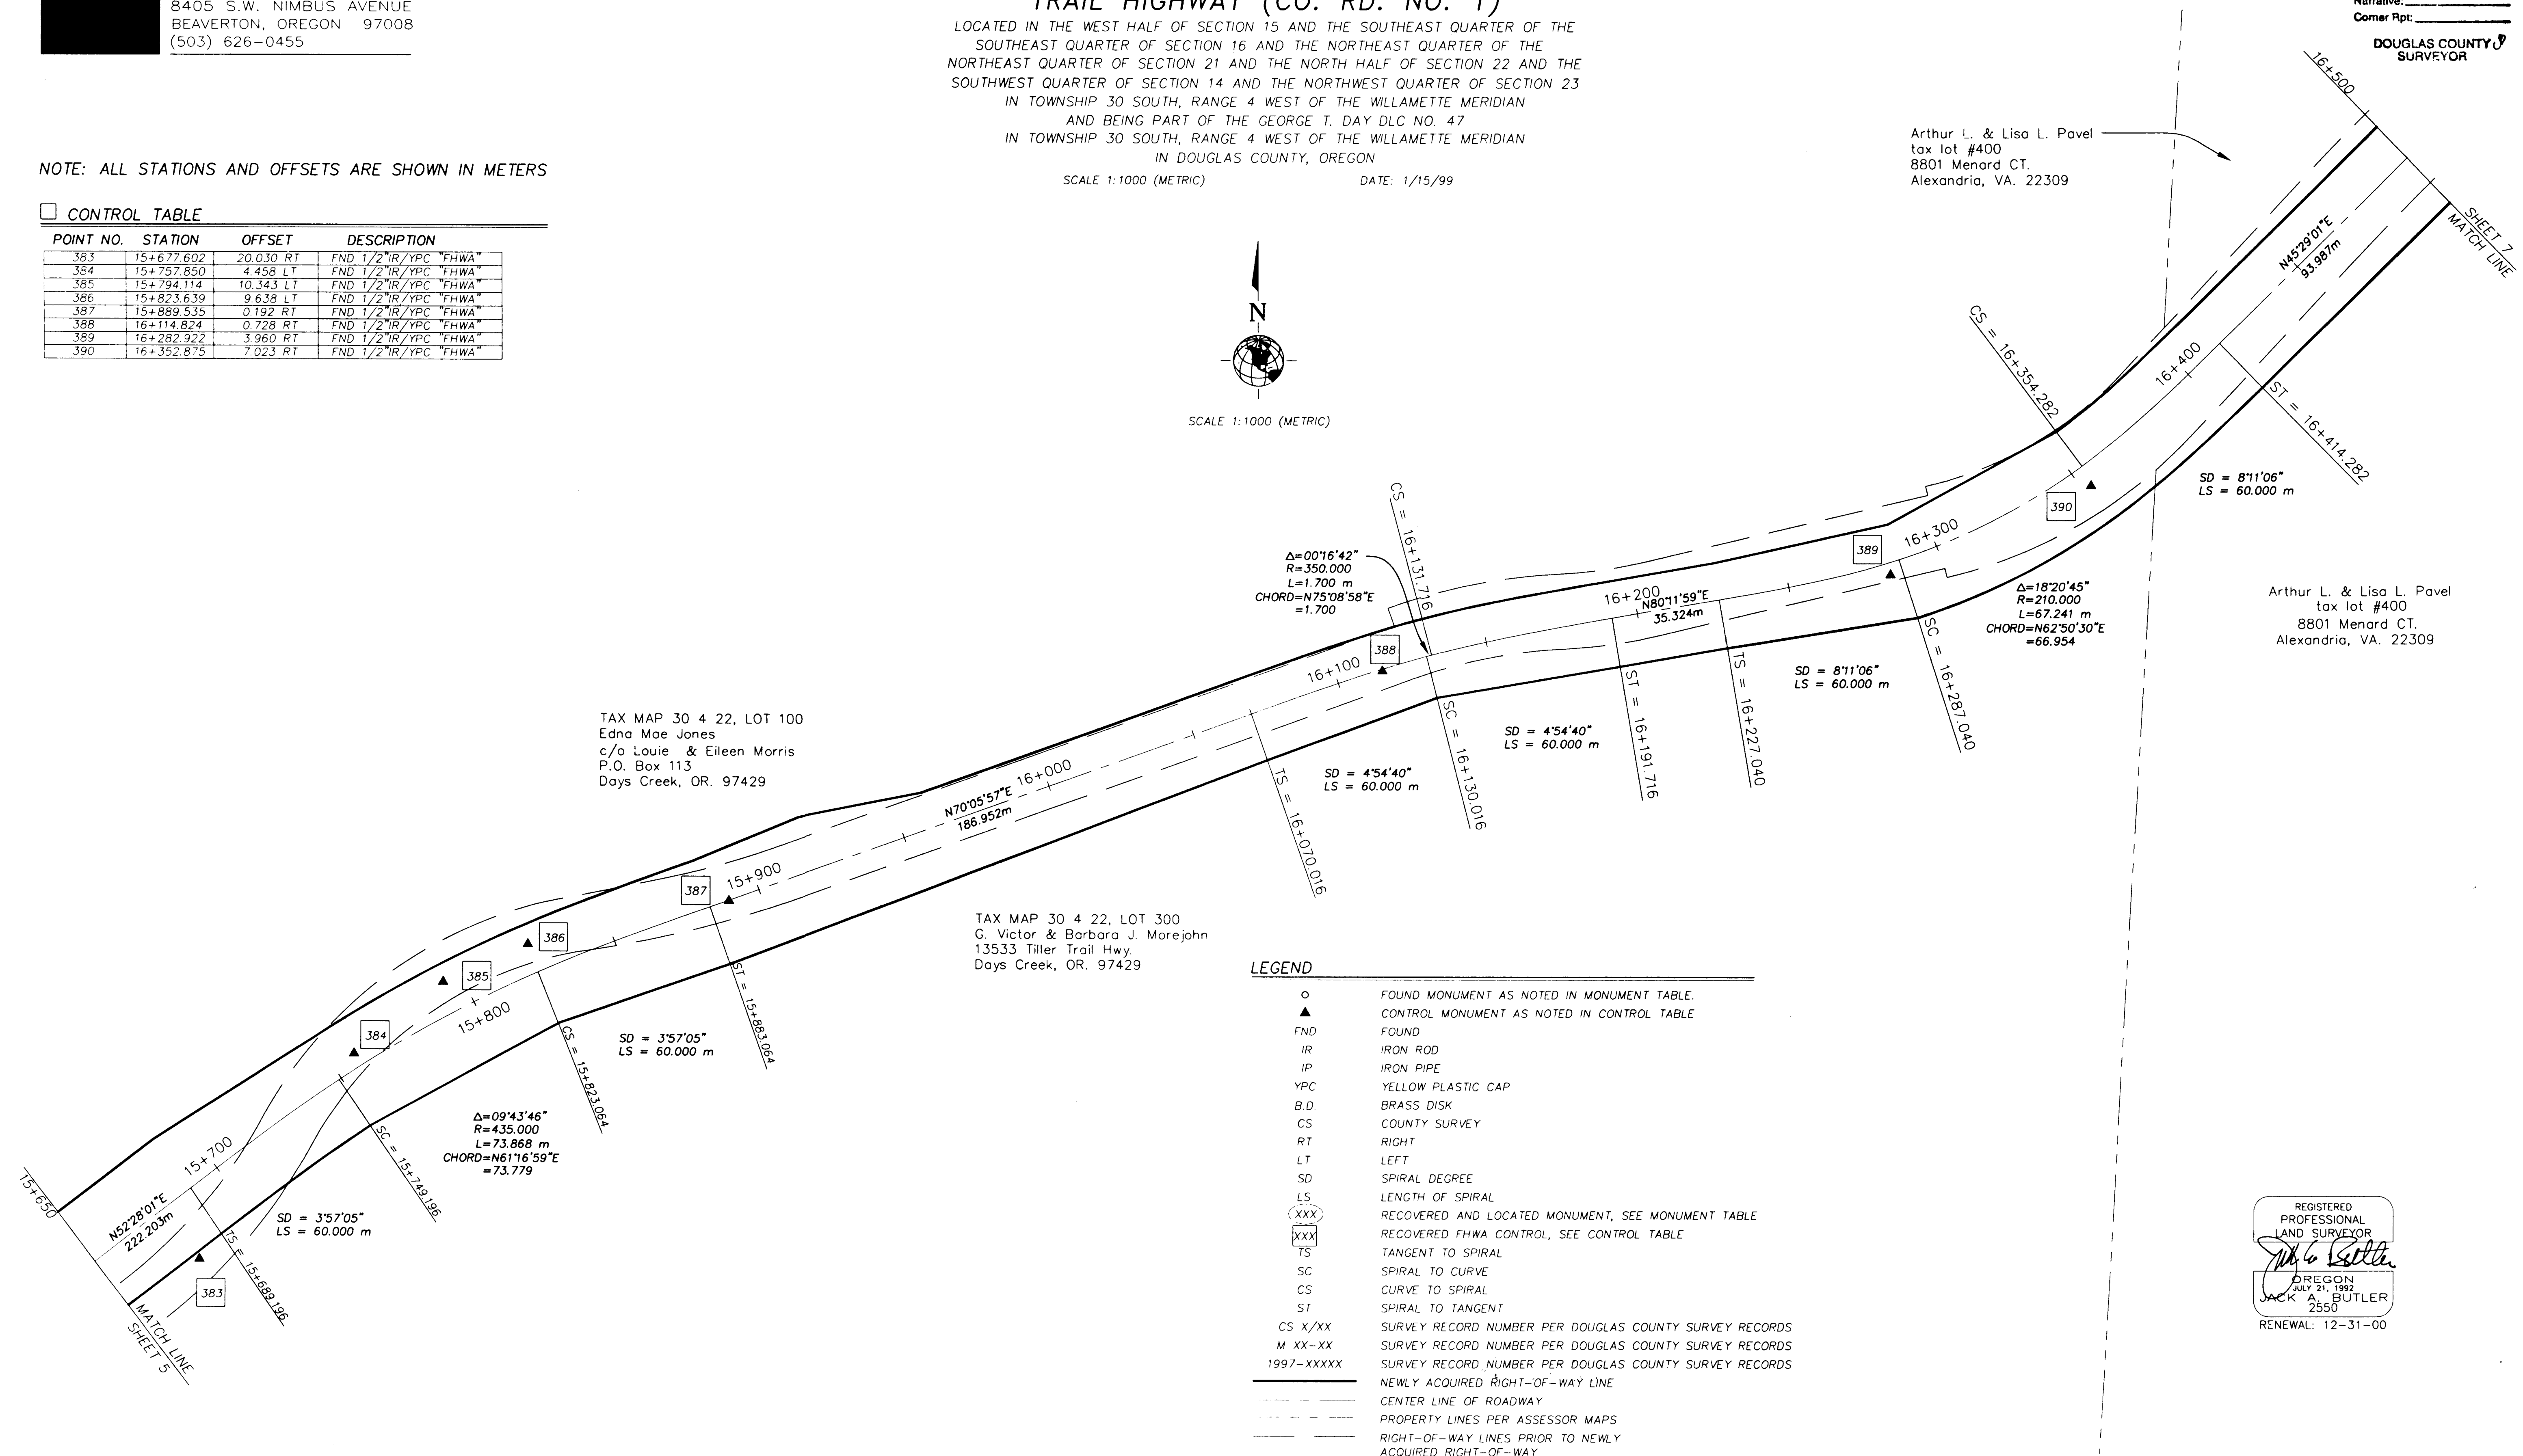 8405 S.W. NIMBUS AVENUE
BEAVERTON, OREGON 97008
(503) 626-0455
TRAIL HIGHWAY (CO. RD. NO. 1)
LOCATED IN THE WEST HALF OF SECTION 15 AND THE SOUTHEAST QUARTER OF THE
SOUTHEAST QUARTER OF SECTION 16 AND THE NORTHEAST QUARTER OF THE
NORTHEAST QUARTER OF SECTION 21 AND THE NORTH HALF OF SECTION 22 AND THE
SOUTHWEST QUARTER OF SECTION 14 AND THE NORTHWEST QUARTER OF SECTION 23
IN TOWNSHIP 30 SOUTH, RANGE 4 WEST OF THE WILLAMETTE MERIDIAN
AND BEING PART OF THE GEORGE T. DAY DLC NO. 47
IN TOWNSHIP 30 SOUTH, RANGE 4 WEST OF THE WILLAMETTE MERIDIAN
IN DOUGLAS COUNTY, OREGON
SCALE 1:1000 (METRIC) DATE: 1/15/99
Narrative:
Corner Rpt:
DOUGLAS COUNTY
SURVEYOR
NOTE: ALL STATIONS AND OFFSETS ARE SHOWN IN METERS
CONTROL TABLE
POINT NO. STATION OFFSET DESCRIPTION
383 15+677.602 20.030 RT FND 1/2"IR/YPC "FHWA"
384 15+757.850 4.458 LT FND 1/2"IR/YPC "FHWA"
385 15+794.114 10.343 LT FND 1/2"IR/YPC "FHWA"
386 15+823.639 9.638 LT FND 1/2"IR/YPC "FHWA"
387 15+889.535 0.192 RT FND 1/2"IR/YPC "FHWA"
388 16+114.824 0.728 RT FND 1/2"IR/YPC "FHWA"
389 16+282.922 3.960 RT FND 1/2"IR/YPC "FHWA"
390 16+352.875 7.023 RT FND 1/2"IR/YPC "FHWA"
N
SCALE 1:1000 (METRIC)
Arthur L. & Lisa L. Pavel
tax lot #400
8801 Menard CT.
Alexandria, VA. 22309
16+500
SHEET 7
MATCH LINE
N45°29'01"E
93.987m
CS = 16+354.282
16+400
ST = 16+414.282
SD = 8°11'06"
LS = 60.000 m
390
389
16+300
Δ=18°20'45"
R=210.000
L=67.241 m
CHORD=N62°50'30"E
=66.954
Arthur L. & Lisa L. Pavel
tax lot #400
8801 Menard CT.
Alexandria, VA. 22309
SC = 16+287.040
SD = 8°11'06"
LS = 60.000 m
TS = 16+227.040
16+200
N80°11'59"E
35.324m
ST = 16+191.716
CS = 16+131.716
Δ=00°16'42"
R=350.000
L=1.700 m
CHORD=N75°08'58"E
=1.700
388
16+100
SC = 16+130.016
SD = 4°54'40"
LS = 60.000 m
SD = 4°54'40"
LS = 60.000 m
TS = 16+070.016
TAX MAP 30 4 22, LOT 100
Edna Mae Jones
c/o Louie & Eileen Morris
P.O. Box 113
Days Creek, OR. 97429
16+000
N70°05'57"E
186.952m
387
15+900
ST = 15+883.064
386
385
384
15+800
CS = 15+823.064
SD = 3°57'05"
LS = 60.000 m
TAX MAP 30 4 22, LOT 300
G. Victor & Barbara J. Morejohn
13533 Tiller Trail Hwy.
Days Creek, OR. 97429
Δ=09°43'46"
R=435.000
L=73.868 m
CHORD=N61°16'59"E
=73.779
SC = 15+749.196
15+700
N52°28'01"E
222.203m
SD = 3°57'05"
LS = 60.000 m
TS = 15+689.196
15+650
383
MATCH LINE
SHEET 5
LEGEND
FOUND MONUMENT AS NOTED IN MONUMENT TABLE.
CONTROL MONUMENT AS NOTED IN CONTROL TABLE
FND FOUND
IR IRON ROD
IP IRON PIPE
YPC YELLOW PLASTIC CAP
B.D. BRASS DISK
CS COUNTY SURVEY
RT RIGHT
LT LEFT
SD SPIRAL DEGREE
LS LENGTH OF SPIRAL
XXX RECOVERED AND LOCATED MONUMENT, SEE MONUMENT TABLE
XXX RECOVERED FHWA CONTROL, SEE CONTROL TABLE
TS TANGENT TO SPIRAL
SC SPIRAL TO CURVE
CS CURVE TO SPIRAL
ST SPIRAL TO TANGENT
CS X/XX SURVEY RECORD NUMBER PER DOUGLAS COUNTY SURVEY RECORDS
M XX-XX SURVEY RECORD NUMBER PER DOUGLAS COUNTY SURVEY RECORDS
1997-XXXXX SURVEY RECORD NUMBER PER DOUGLAS COUNTY SURVEY RECORDS
NEWLY ACQUIRED RIGHT-OF-WAY LINE
CENTER LINE OF ROADWAY
PROPERTY LINES PER ASSESSOR MAPS
RIGHT-OF-WAY LINES PRIOR TO NEWLY
ACQUIRED RIGHT-OF-WAY
REGISTERED
PROFESSIONAL
LAND SURVEYOR
OREGON
JULY 21, 1992
JACK A. BUTLER
2550
RENEWAL: 12-31-00